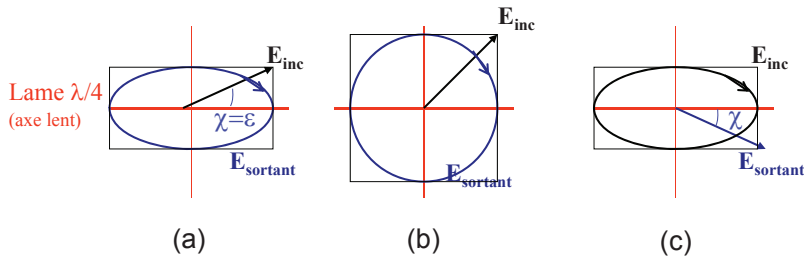 E_inc
Lame λ/4
(axe lent)
χ=ε
E_sortant
(a)
E_inc
E_sortant
(b)
E_inc
χ
E_sortant
(c)